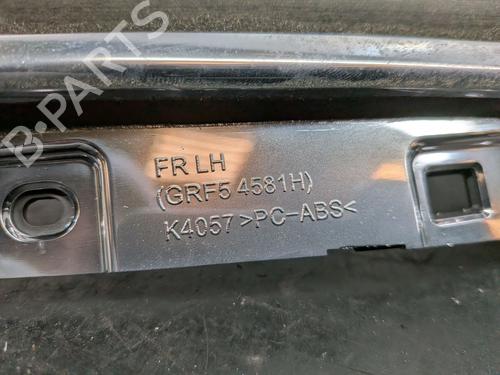 B-PARTS
FR LH
(GRF5 4581H)
K4057 >PC-ABS<